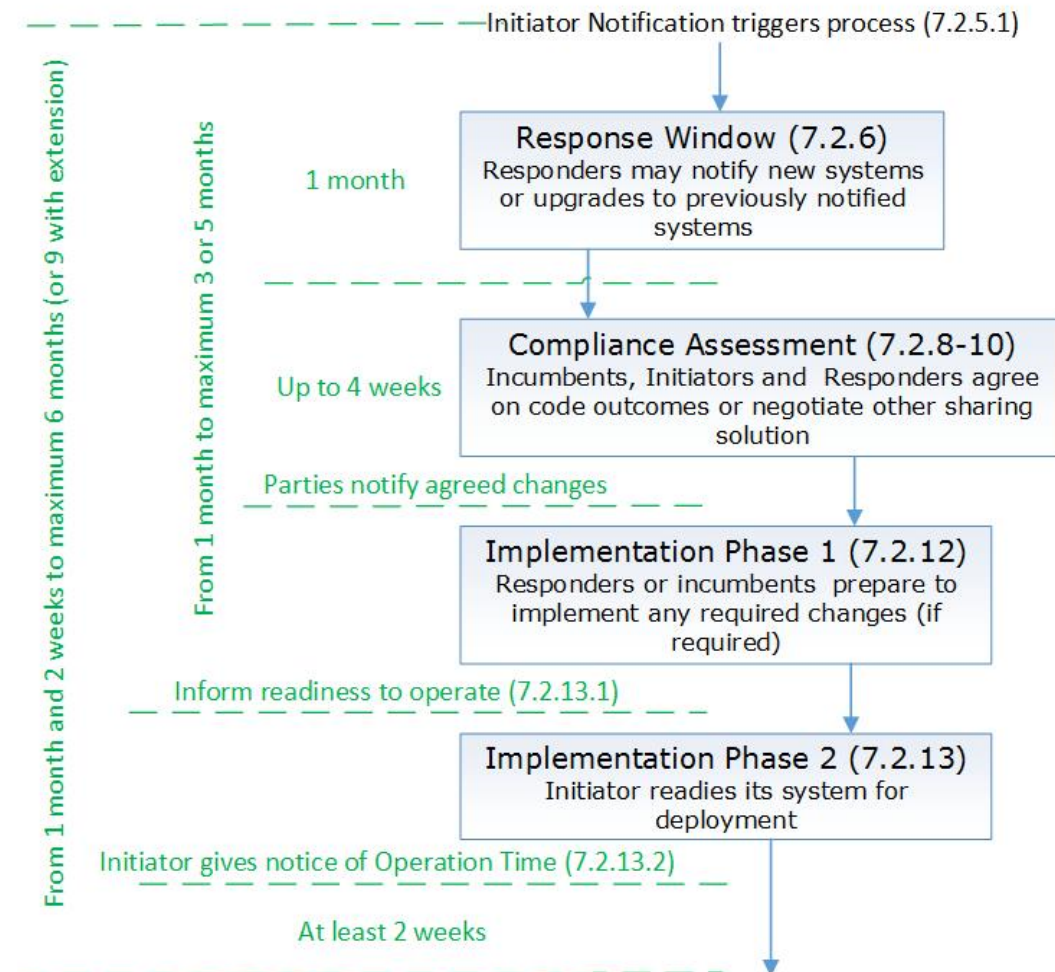 Initiator Notification triggers process (7.2.5.1)
From 1 month and 2 weeks to maximum 6 months (or 9 with extension)
From 1 month to maximum 3 or 5 months
1 month
Response Window (7.2.6)
Responders may notify new systems
or upgrades to previously notified
systems
Up to 4 weeks
Compliance Assessment (7.2.8-10)
Incumbents, Initiators and Responders agree
on code outcomes or negotiate other sharing
solution
Parties notify agreed changes
Implementation Phase 1 (7.2.12)
Responders or incumbents prepare to
implement any required changes (if
required)
Inform readiness to operate (7.2.13.1)
Implementation Phase 2 (7.2.13)
Initiator readies its system for
deployment
Initiator gives notice of Operation Time (7.2.13.2)
At least 2 weeks